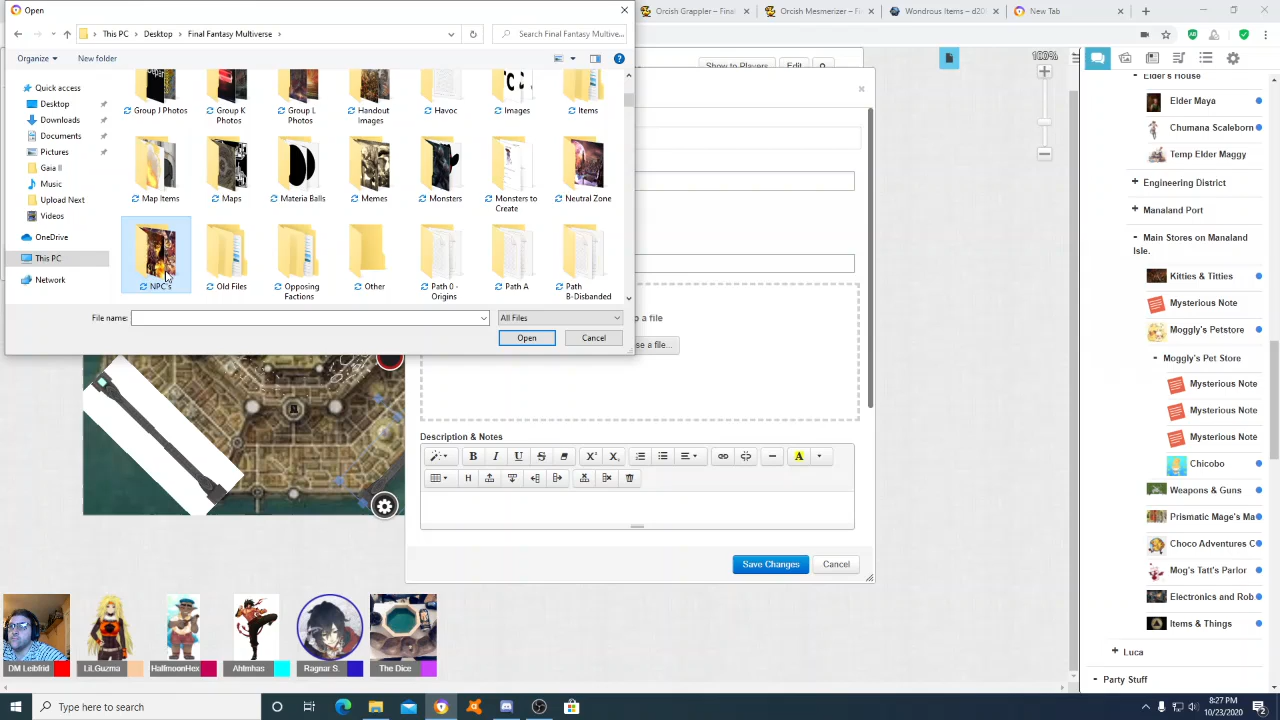 Open
Orcish Grappler – Fi
Orcish Mesmerizer – Fi
Wondrous Items – d20
New Tab
This PC > Desktop > Final Fantasy Multiverse >
Search Final Fantasy Multive...
Organize
New folder
Show to Players
Edit
100%
Quick access
Desktop
Downloads
Documents
Pictures
Gaia II
Music
Upload Next
Videos
OneDrive
This PC
Network
Group J Photos
Group K Photos
Group L Photos
Handout Images
Havoc
Images
Items
Map Items
Maps
Materia Balls
Memes
Monsters
Monsters to Create
Neutral Zone
NPC's
Old Files
Opposing Factions
Other
Path 0 - Origins
Path A
Path B-Disbanded
File name:
All Files
Open
Cancel
p a file
se a file...
Description & Notes
Save Changes
Cancel
Elder's House
Elder Maya
Chumana Scaleborn
Temp Elder Maggy
Engineering District
Manaland Port
Main Stores on Manaland Isle.
Kitties & Titties
Mysterious Note
Moggly's Petstore
Moggly's Pet Store
Mysterious Note
Mysterious Note
Mysterious Note
Chicobo
Weapons & Guns
Prismatic Mage's Ma
Choco Adventures C
Mog's Tatt's Parlor
Electronics and Rob
Items & Things
Luca
Party Stuff
DM Leibfrid
LiLGuzma
HalfmoonHex
Ahlmhas
Ragnar S.
The Dice
Type here to search
8:27 PM
10/23/2020